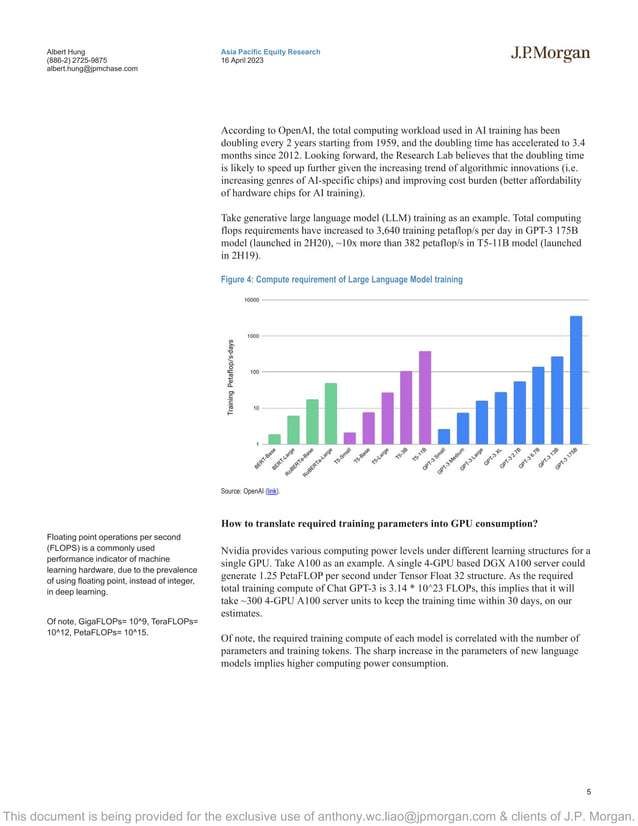 Albert Hung
(886-2) 2725-9875
albert.hung@jpmchase.com
Asia Pacific Equity Research
16 April 2023
J.P.Morgan
According to OpenAI, the total computing workload used in AI training has been
doubling every 2 years starting from 1959, and the doubling time has accelerated to 3.4
months since 2012. Looking forward, the Research Lab believes that the doubling time
is likely to speed up further given the increasing trend of algorithmic innovations (i.e.
increasing genres of AI-specific chips) and improving cost burden (better affordability
of hardware chips for AI training).
Take generative large language model (LLM) training as an example. Total computing
flops requirements have increased to 3,640 training petaflop/s per day in GPT-3 175B
model (launched in 2H20), ~10x more than 382 petaflop/s in T5-11B model (launched
in 2H19).
Figure 4: Compute requirement of Large Language Model training
Training Petaflop/s-days
10000
1000
100
10
1
BERT-Base
BERT-Large
RoBERTa-Base
RoBERTa-Large
T5-Small
T5-Base
T5-Large
T5-3B
T5-11B
GPT-3 Small
GPT-3 Medium
GPT-3 Large
GPT-3 XL
GPT-3 2.7B
GPT-3 6.7B
GPT-3 13B
GPT-3 175B
Source: OpenAI (link).
How to translate required training parameters into GPU consumption?
Floating point operations per second
(FLOPS) is a commonly used
performance indicator of machine
learning hardware, due to the prevalence
of using floating point, instead of integer,
in deep learning.
Of note, GigaFLOPs= 10^9, TeraFLOPs=
10^12, PetaFLOPs= 10^15.
Nvidia provides various computing power levels under different learning structures for a
single GPU. Take A100 as an example. A single 4-GPU based DGX A100 server could
generate 1.25 PetaFLOP per second under Tensor Float 32 structure. As the required
total training compute of Chat GPT-3 is 3.14 * 10^23 FLOPs, this implies that it will
take ~300 4-GPU A100 server units to keep the training time within 30 days, on our
estimates.
Of note, the required training compute of each model is correlated with the number of
parameters and training tokens. The sharp increase in the parameters of new language
models implies higher computing power consumption.
5
This document is being provided for the exclusive use of anthony.wc.liao@jpmorgan.com & clients of J.P. Morgan.